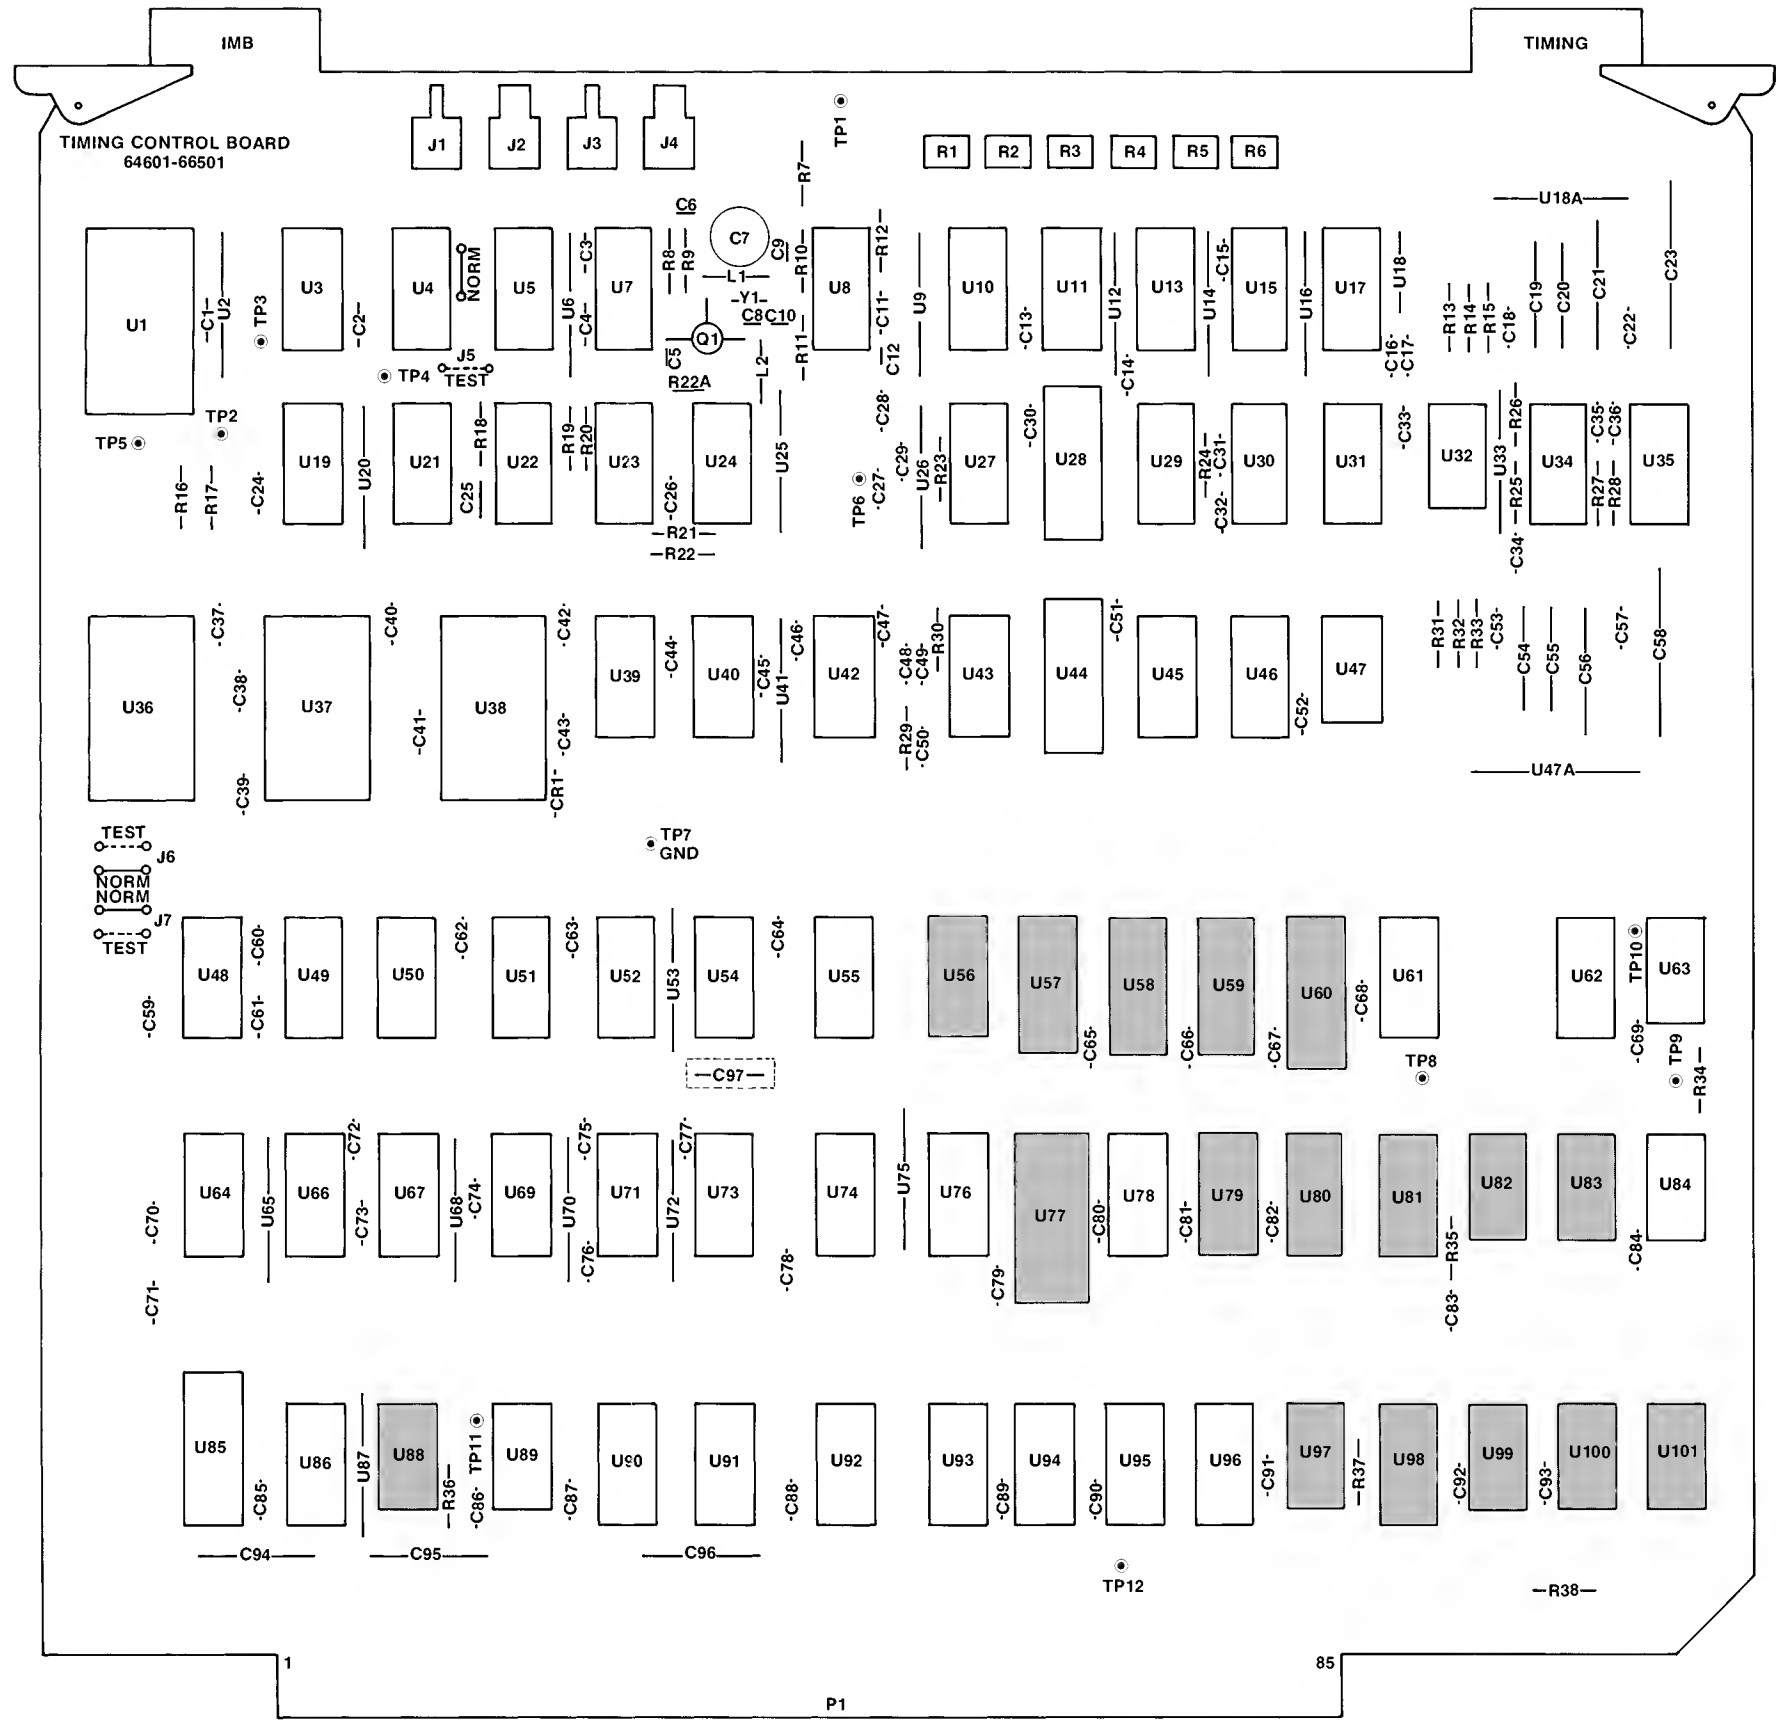 IMB
TIMING
TIMING CONTROL BOARD
64601-66501
J1
J2
J3
J4
TP1
R7
R1
R2
R3
R4
R5
R6
U18A
U1
C1
U2
TP3
U3
C2
U4
NORM
J5
TEST
TP4
U5
U6
C3
C4
U7
R8
R9
C6
C7
C9
L1
Y1
C8
C10
Q1
C5
R22A
L2
R10
R11
U8
R12
C11
C12
U9
U10
C13
U11
U12
C14
U13
U14
C15
U15
U16
U17
U18
C16
C17
R13
R14
R15
C18
C19
C20
C21
C22
C23
TP5
TP2
R16
R17
C24
U19
U20
U21
R18
C25
U22
R19
R20
U23
C26
U24
R21
R22
U25
TP6
C28
C27
C29
U26
R23
U27
C30
U28
U29
R24
C31
C32
U30
U31
C33
U32
U33
R26
R25
C34
U34
C35
C36
R27
R28
U35
U36
C37
C38
C39
U37
C40
C41
U38
C42
C43
CR1
U39
C44
U40
C45
U41
C46
U42
C47
C48
C49
R30
R29
C50
U43
U44
C51
U45
U46
C52
U47
R31
R32
R33
C53
C54
C55
C56
C57
C58
U47A
TEST
J6
NORM
NORM
J7
TEST
TP7
GND
C59
U48
C60
C61
U49
U50
C62
U51
C63
U52
U53
U54
C64
U55
U56
U57
C65
U58
C66
U59
C67
U60
C68
U61
TP8
U62
TP10
C69
U63
TP9
R34
C97
C70
C71
U64
U65
U66
C72
C73
U67
U68
C74
U69
U70
C75
C76
U71
U72
C77
U73
C78
U74
U75
U76
C79
U77
C80
U78
C81
U79
C82
U80
U81
R35
C83
U82
U83
C84
U84
U85
C85
U86
U87
U88
R36
TP11
C86
U89
C87
U90
U91
C88
U92
U93
C89
U94
C90
U95
U96
C91
U97
R37
U98
C92
U99
C93
U100
U101
C94
C95
C96
TP12
R38
1
85
P1